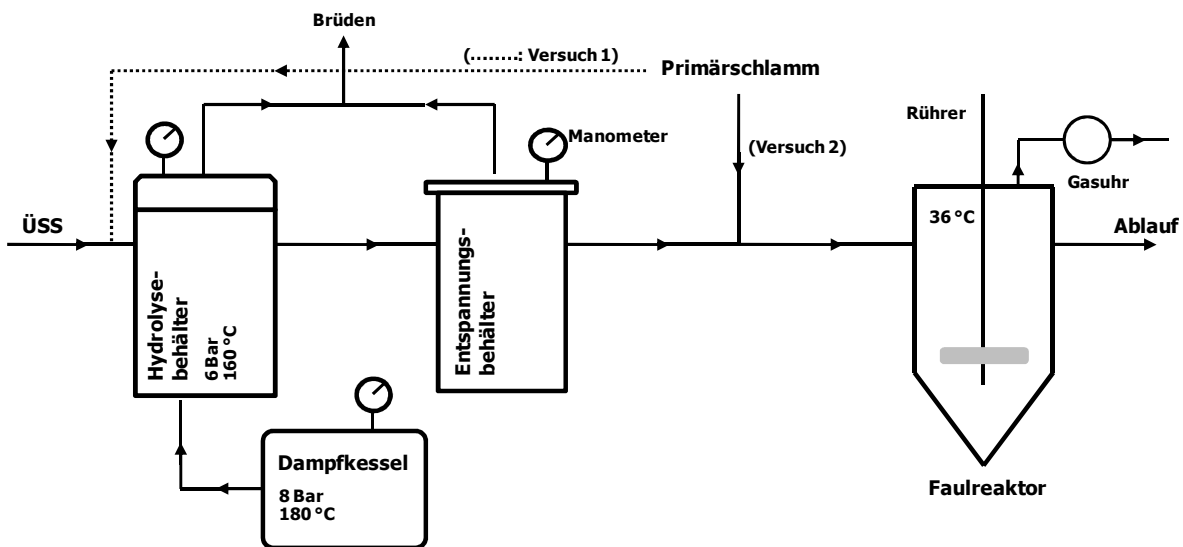 Brüden
(........: Versuch 1)
Primärschlamm
Manometer
(Versuch 2)
Rührer
Gasuhr
ÜSS
36 °C
Ablauf
Hydrolyse-
behälter
6 Bar
160 °C
Entspannungs-
behälter
Dampfkessel
8 Bar
180 °C
Faulreaktor